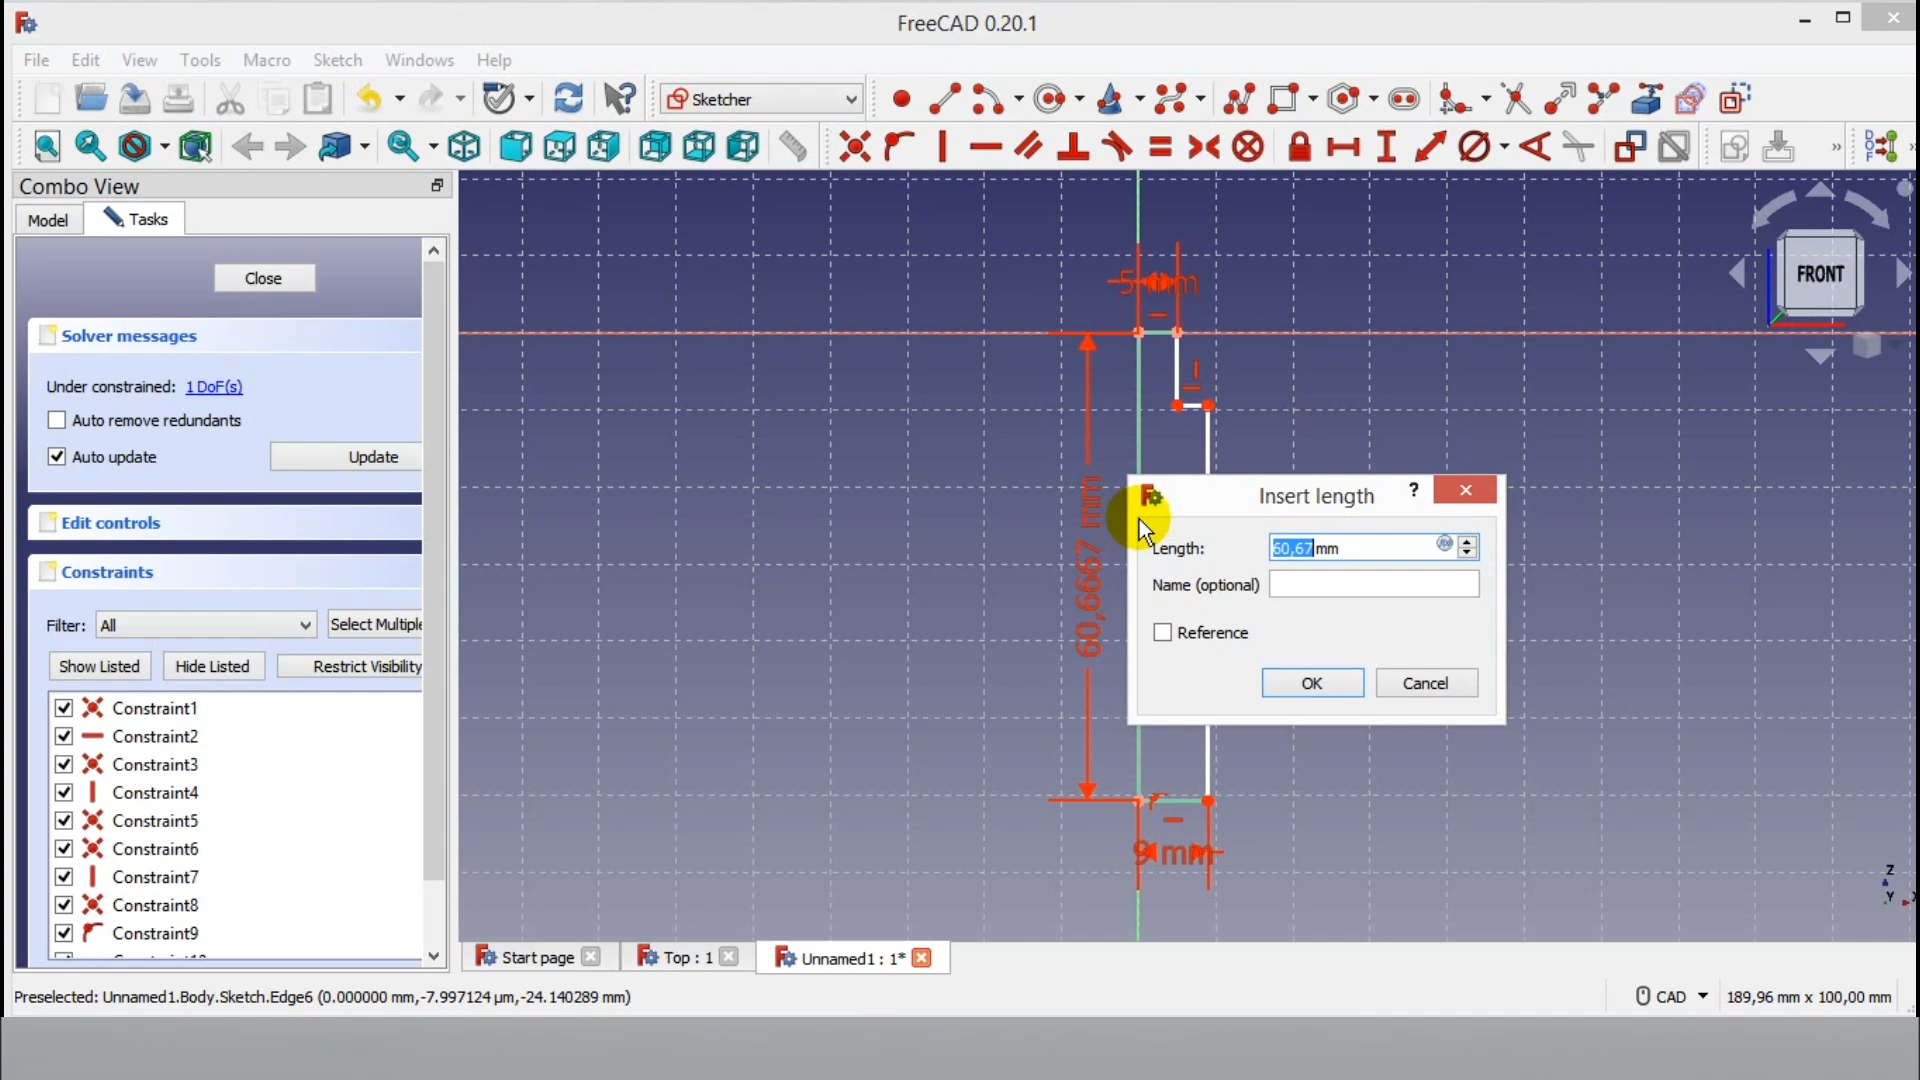 FreeCAD 0.20.1
File Edit View Tools Macro Sketch Windows Help
Sketcher
Combo View
Model Tasks
Close
Solver messages
Under constrained: 1 DoF(s)
Auto remove redundants
Auto update Update
Edit controls
Constraints
Filter: All Select Multiple
Show Listed Hide Listed Restrict Visibility
Constraint1
Constraint2
Constraint3
Constraint4
Constraint5
Constraint6
Constraint7
Constraint8
Constraint9
FRONT
60,6667 mm
9 mm
Insert length ?
Length: 60,67 mm
Name (optional)
Reference
OK Cancel
Z
Y
X
Start page Top : 1 Unnamed1 : 1*
Preselected: Unnamed1.Body.Sketch.Edge6 (0.000000 mm,-7.997124 µm,-24.140289 mm)
CAD 189,96 mm x 100,00 mm